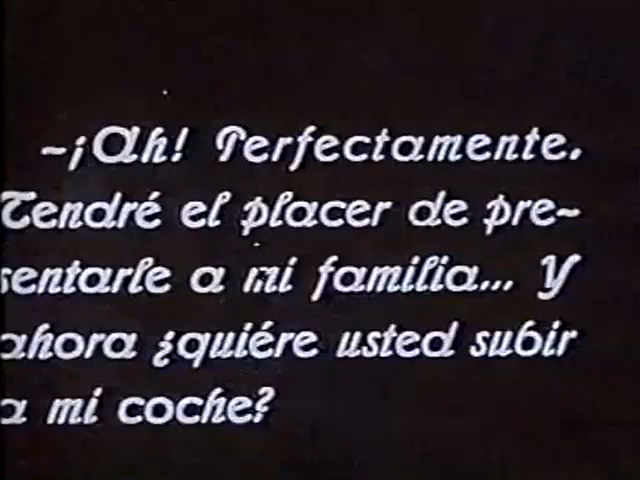 -¡Ah! Perfectamente.
Tendré el placer de pre-
sentarle a mi familia... Y
ahora ¿quiére usted subir
a mi coche?